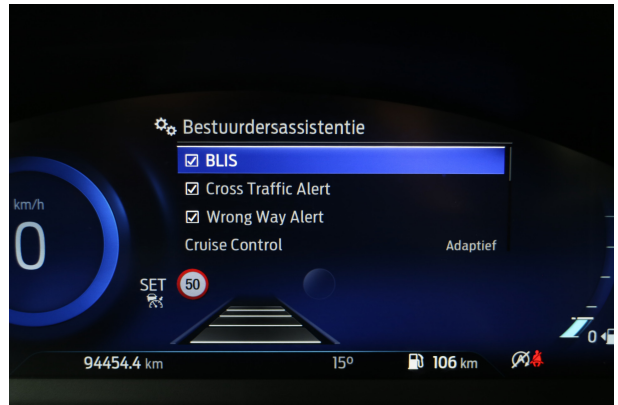 Bestuurdersassistentie
BLIS
Cross Traffic Alert
Wrong Way Alert
Cruise Control Adaptief
km/h
0
SET 50
0
94454.4 km 15º 106 km